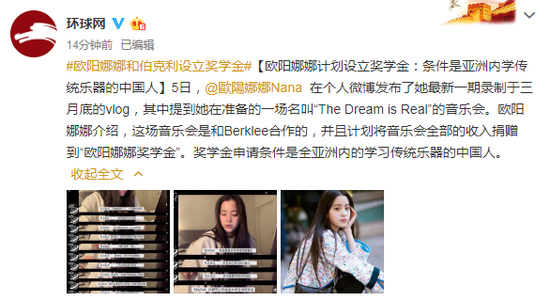 环球网
14分钟前 已编辑
#欧阳娜娜和伯克利设立奖学金#【欧阳娜娜计划设立奖学金：条件是亚洲内学传
统乐器的中国人】5日，@歐陽娜娜Nana 在个人微博发布了她最新一期录制于三
月底的vlog，其中提到她在准备的一场名叫“The Dream is Real”的音乐会。欧阳
娜娜介绍，这场音乐会是和Berklee合作的，并且计划将音乐会全部的收入捐赠
到“欧阳娜娜奖学金”。奖学金申请条件是全亚洲内的学习传统乐器的中国人。
收起全文